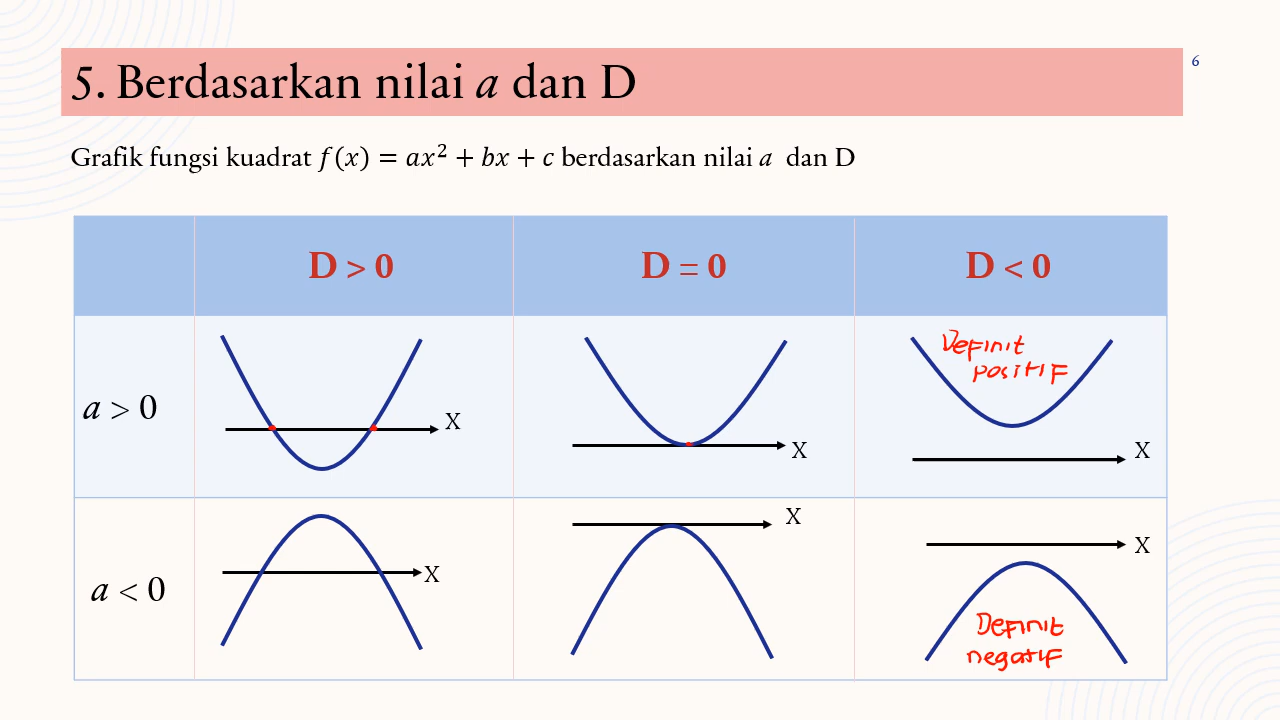 5. Berdasarkan nilai a dan D
6
Grafik fungsi kuadrat f(x) = ax² + bx + c berdasarkan nilai a dan D
D > 0
D = 0
D < 0
a > 0
X
X
Definit
positif
X
a < 0
X
X
X
Definit
negatif